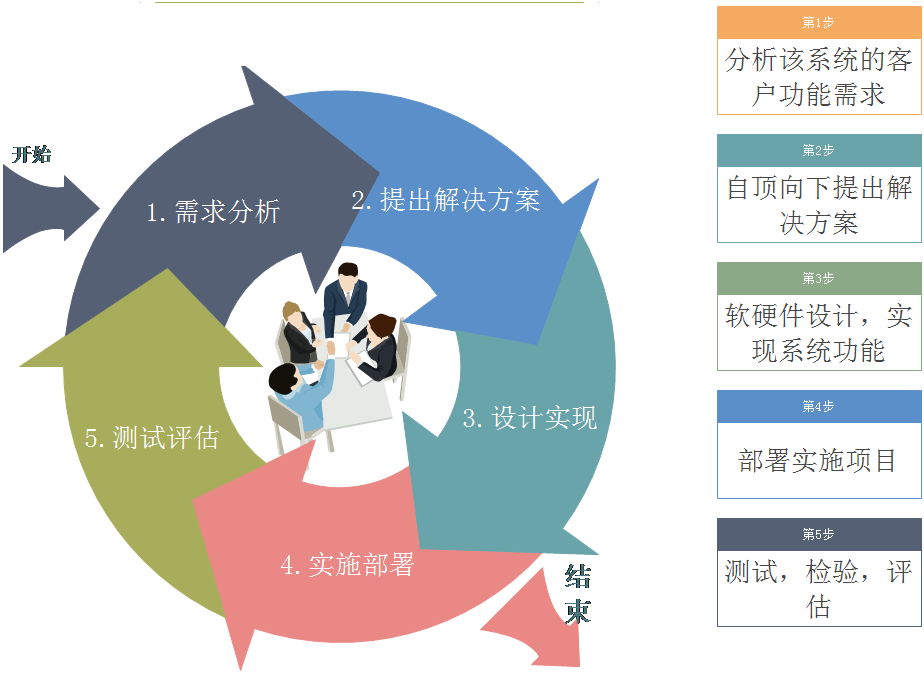 开始
1.需求分析
2.提出解决方案
3.设计实现
4.实施部署
5.测试评估
结
束
第1步
分析该系统的客
户功能需求
第2步
自顶向下提出解
决方案
第3步
软硬件设计，实
现系统功能
第4步
部署实施项目
第5步
测试，检验，评
估